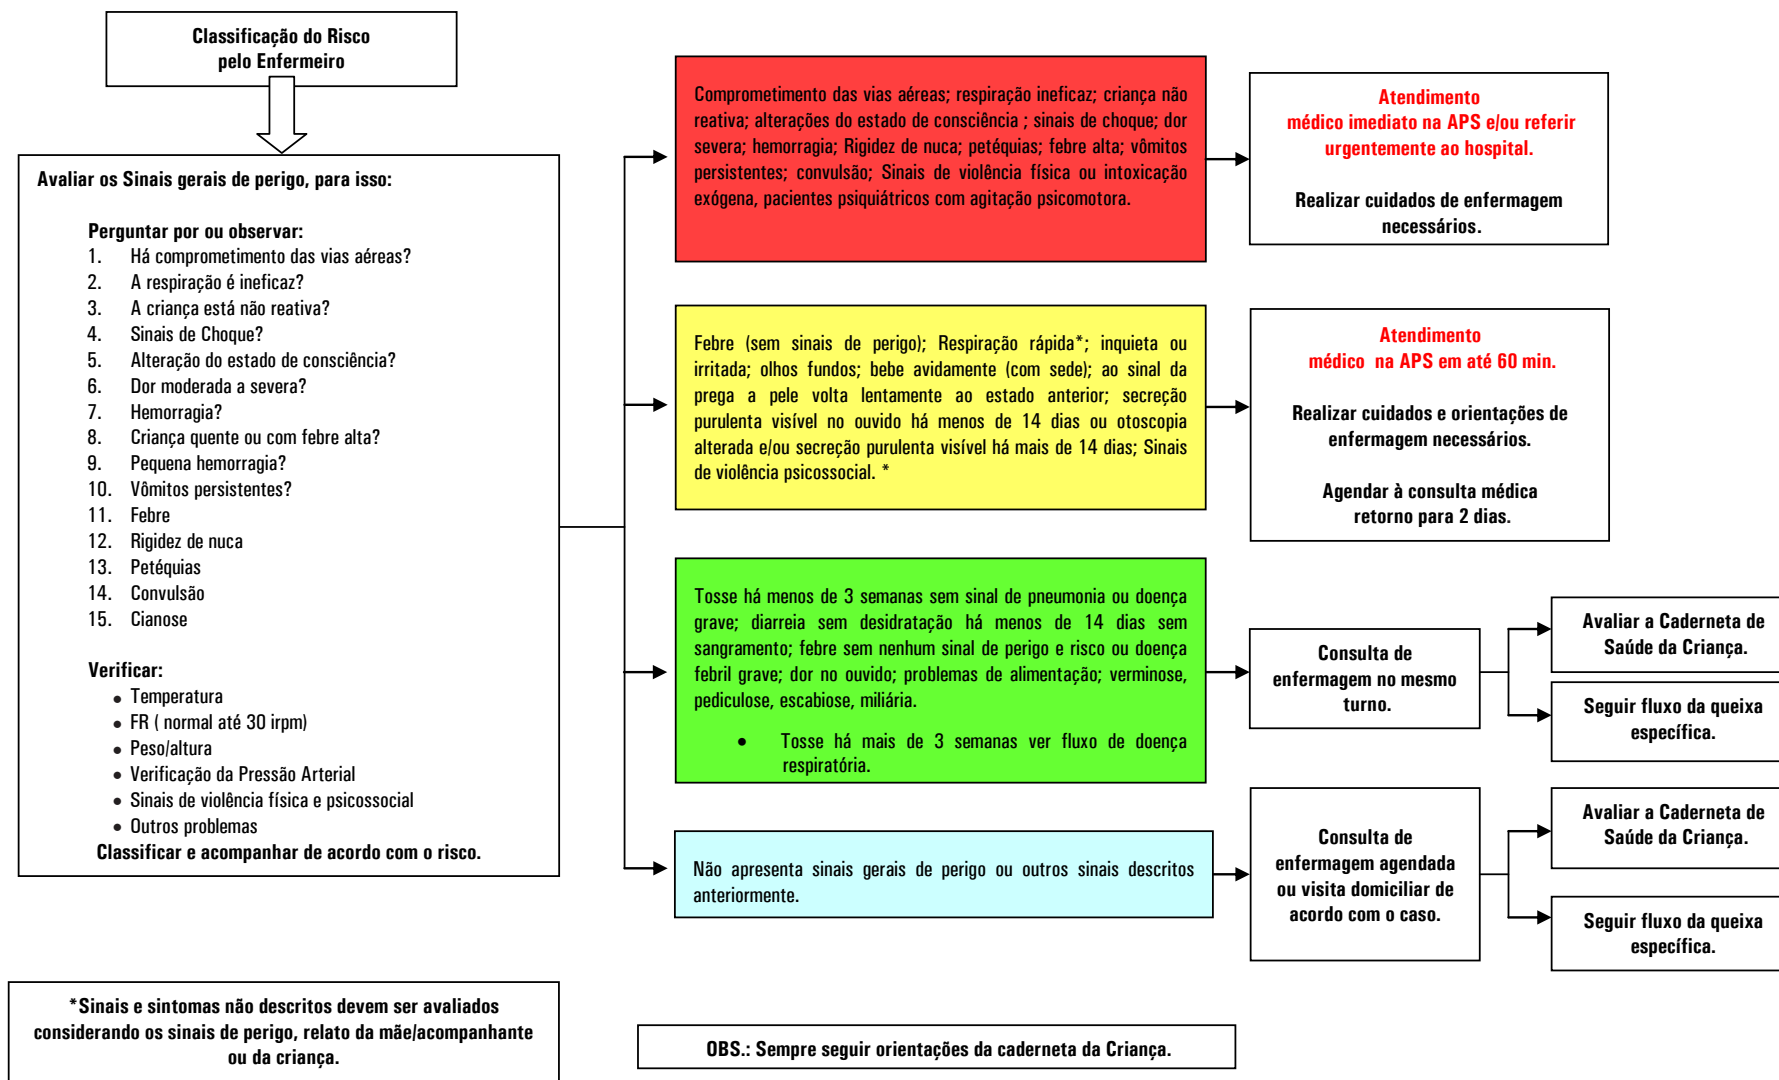 Classificação do Risco
pelo Enfermeiro
Avaliar os Sinais gerais de perigo, para isso:
Perguntar por ou observar:
1. Há comprometimento das vias aéreas?
2. A respiração é ineficaz?
3. A criança está não reativa?
4. Sinais de Choque?
5. Alteração do estado de consciência?
6. Dor moderada a severa?
7. Hemorragia?
8. Criança quente ou com febre alta?
9. Pequena hemorragia?
10. Vômitos persistentes?
11. Febre
12. Rigidez de nuca
13. Petéquias
14. Convulsão
15. Cianose
Verificar:
• Temperatura
• FR ( normal até 30 irpm)
• Peso/altura
• Verificação da Pressão Arterial
• Sinais de violência física e psicossocial
• Outros problemas
Classificar e acompanhar de acordo com o risco.
Comprometimento das vias aéreas; respiração ineficaz; criança não
reativa; alterações do estado de consciência ; sinais de choque; dor
severa; hemorragia; Rigidez de nuca; petéquias; febre alta; vômitos
persistentes; convulsão; Sinais de violência física ou intoxicação
exógena, pacientes psiquiátricos com agitação psicomotora.
Atendimento
médico imediato na APS e/ou referir
urgentemente ao hospital.
Realizar cuidados de enfermagem
necessários.
Febre (sem sinais de perigo); Respiração rápida*; inquieta ou
irritada; olhos fundos; bebe avidamente (com sede); ao sinal da
prega a pele volta lentamente ao estado anterior; secreção
purulenta visível no ouvido há menos de 14 dias ou otoscopia
alterada e/ou secreção purulenta visível há mais de 14 dias; Sinais
de violência psicossocial. *
Atendimento
médico na APS em até 60 min.
Realizar cuidados e orientações de
enfermagem necessários.
Agendar à consulta médica
retorno para 2 dias.
Tosse há menos de 3 semanas sem sinal de pneumonia ou doença
grave; diarreia sem desidratação há menos de 14 dias sem
sangramento; febre sem nenhum sinal de perigo e risco ou doença
febril grave; dor no ouvido; problemas de alimentação; verminose,
pediculose, escabiose, miliária.
• Tosse há mais de 3 semanas ver fluxo de doença
respiratória.
Consulta de
enfermagem no mesmo
turno.
Avaliar a Caderneta de
Saúde da Criança.
Seguir fluxo da queixa
específica.
Não apresenta sinais gerais de perigo ou outros sinais descritos
anteriormente.
Consulta de
enfermagem agendada
ou visita domiciliar de
acordo com o caso.
Avaliar a Caderneta de
Saúde da Criança.
Seguir fluxo da queixa
específica.
*Sinais e sintomas não descritos devem ser avaliados
considerando os sinais de perigo, relato da mãe/acompanhante
ou da criança.
OBS.: Sempre seguir orientações da caderneta da Criança.